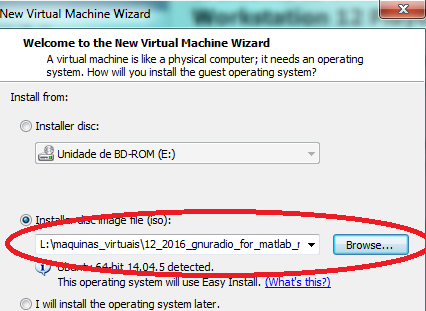 New Virtual Machine Wizard
Workstation 12
Welcome to the New Virtual Machine Wizard
A virtual machine is like a physical computer; it needs an operating
system. How will you install the guest operating system?
Install from:
Installer disc:
Unidade de BD-ROM (E:)
Installer disc image file (iso):
L:\maquinas_virtuais\12_2016_gnuradio_for_matlab_r
Browse...
Ubuntu 64-bit 14.04.5 detected.
This operating system will use Easy Install. (What's this?)
I will install the operating system later.